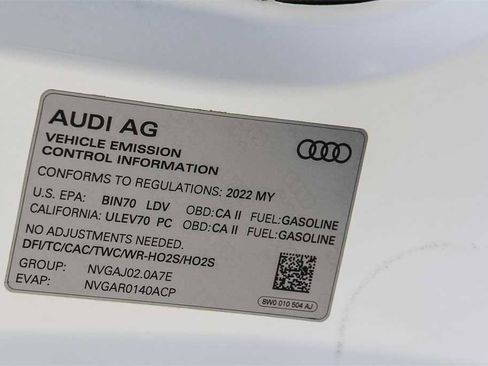 AUDI AG
VEHICLE EMISSION
CONTROL INFORMATION
CONFORMS TO REGULATIONS: 2022 MY
U.S. EPA: BIN70 LDV OBD:CA II FUEL:GASOLINE
CALIFORNIA: ULEV70 PC OBD:CA II FUEL:GASOLINE
NO ADJUSTMENTS NEEDED.
DFI/TC/CAC/TWC/WR-HO2S/HO2S
GROUP: NVGAJ02.0A7E
EVAP: NVGAR0140ACP
8W0 010 504 AJ